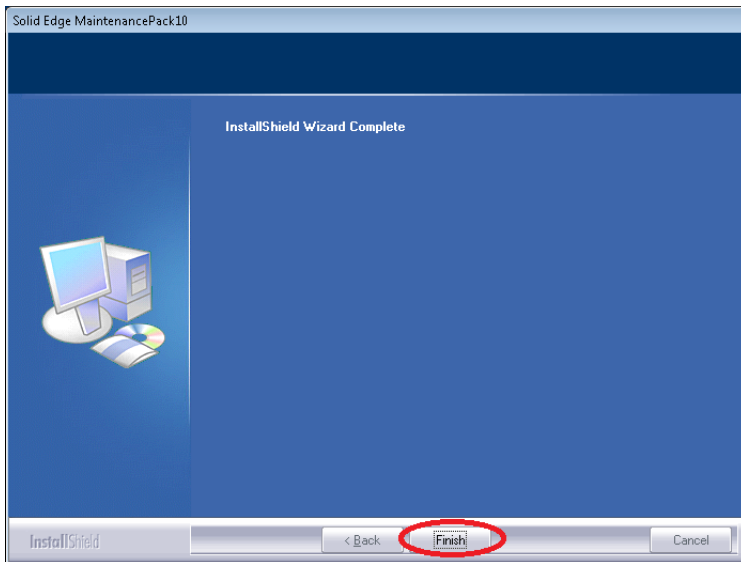 Solid Edge MaintenancePack10
InstallShield Wizard Complete
InstallShield
< Back
Finish
Cancel